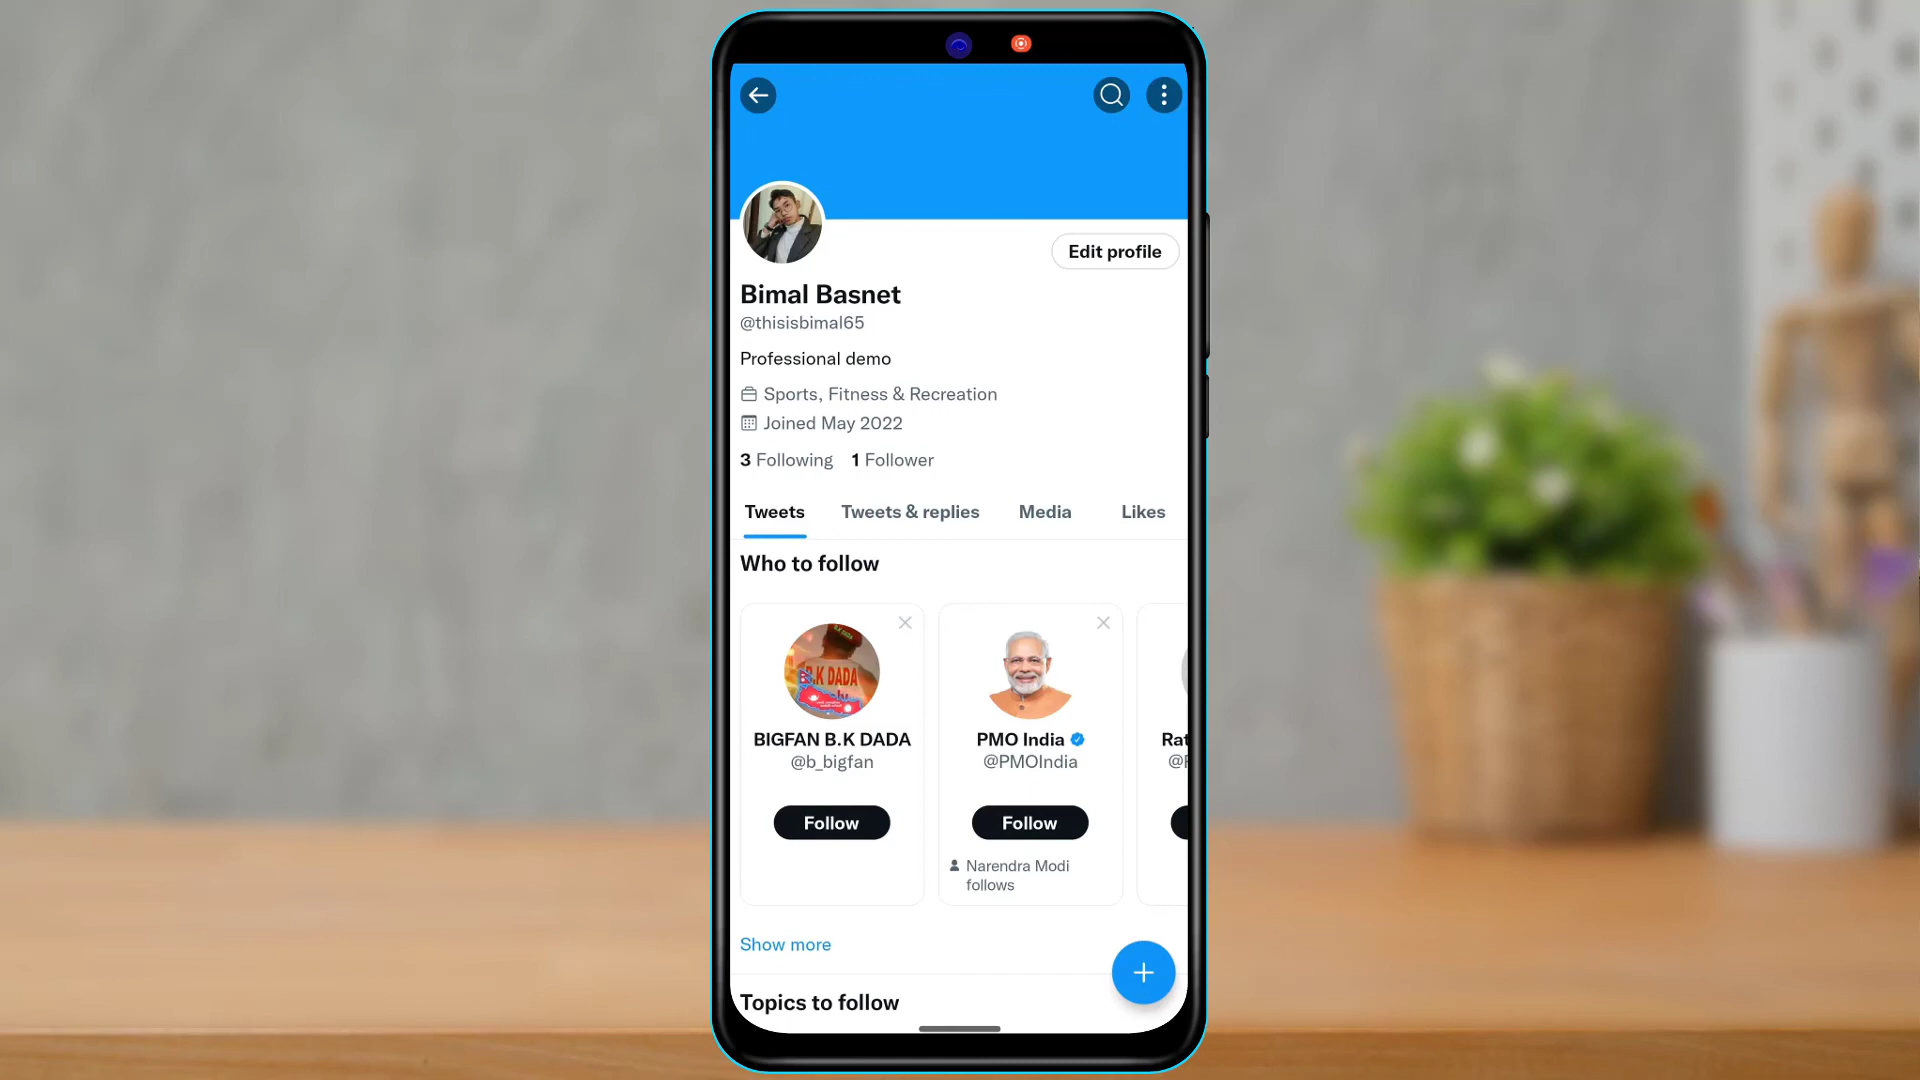 Edit profile
Bimal Basnet
@thisisbimal65
Professional demo
Sports, Fitness & Recreation
Joined May 2022
3 Following 1 Follower
Tweets Tweets & replies Media Likes
Who to follow
B.K DADA
BIGFAN B.K DADA
@b_bigfan
Follow
PMO India
@PMOIndia
Follow
Narendra Modi
follows
Rat
Show more
Topics to follow